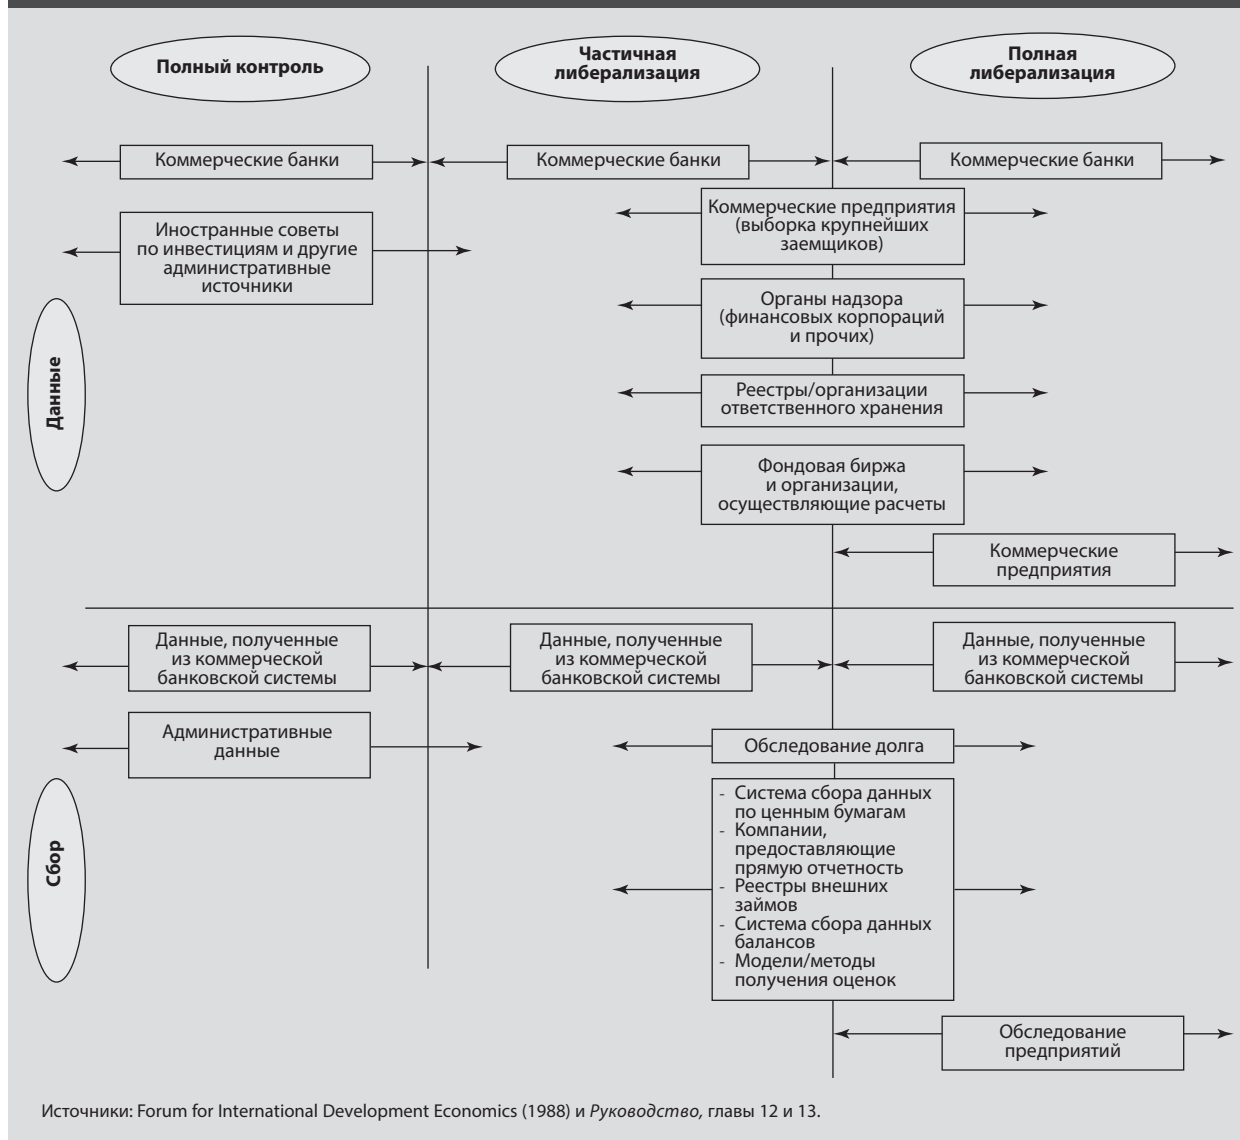 Полный контроль
Частичная
либерализация
Полная
либерализация
Коммерческие банки
Коммерческие банки
Коммерческие банки
Иностранные советы
по инвестициям и другие
административные
источники
Коммерческие предприятия
(выборка крупнейших
заемщиков)
Органы надзора
(финансовых корпораций
и прочих)
Данные
Реестры/организации
ответственного хранения
Фондовая биржа
и организации,
осуществляющие расчеты
Коммерческие
предприятия
Данные, полученные
из коммерческой
банковской системы
Данные, полученные
из коммерческой
банковской системы
Данные, полученные
из коммерческой
банковской системы
Административные
данные
Обследование долга
Сбор
- Система сбора данных
по ценным бумагам
- Компании,
предоставляющие
прямую отчетность
- Реестры внешних
займов
- Система сбора данных
балансов
- Модели/методы
получения оценок
Обследование
предприятий
Источники: Forum for International Development Economics (1988) и Руководство, главы 12 и 13.